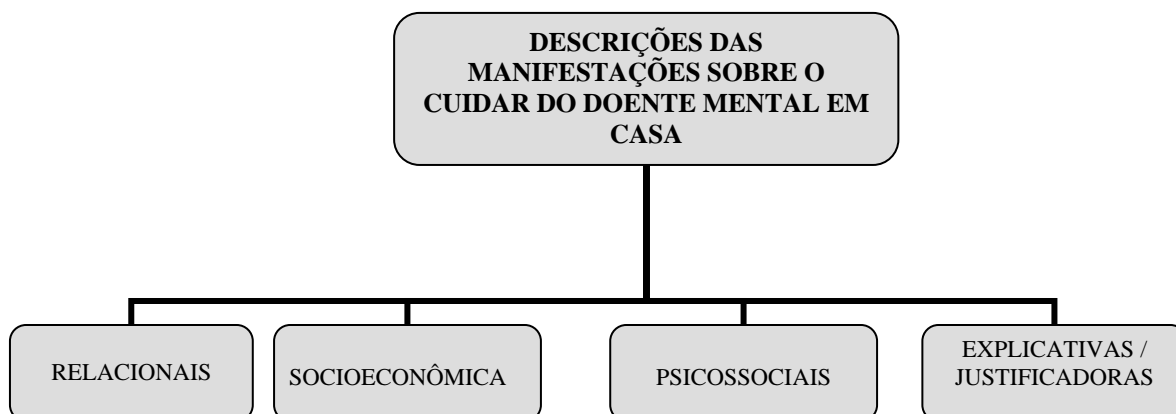 DESCRIÇÕES DAS
MANIFESTAÇÕES SOBRE O
CUIDAR DO DOENTE MENTAL EM
CASA
RELACIONAIS
SOCIOECONÔMICA
PSICOSSOCIAIS
EXPLICATIVAS /
JUSTIFICADORAS